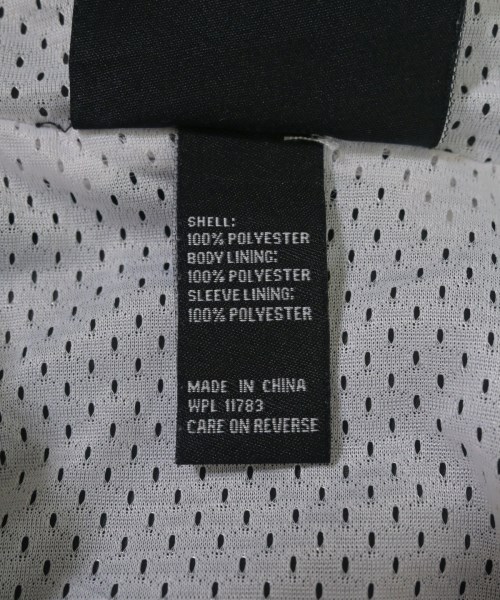 SHELL:
100% POLYESTER
BODY LINING:
100% POLYESTER
SLEEVE LINING:
100% POLYESTER
MADE IN CHINA
WPL 11783
CARE ON REVERSE